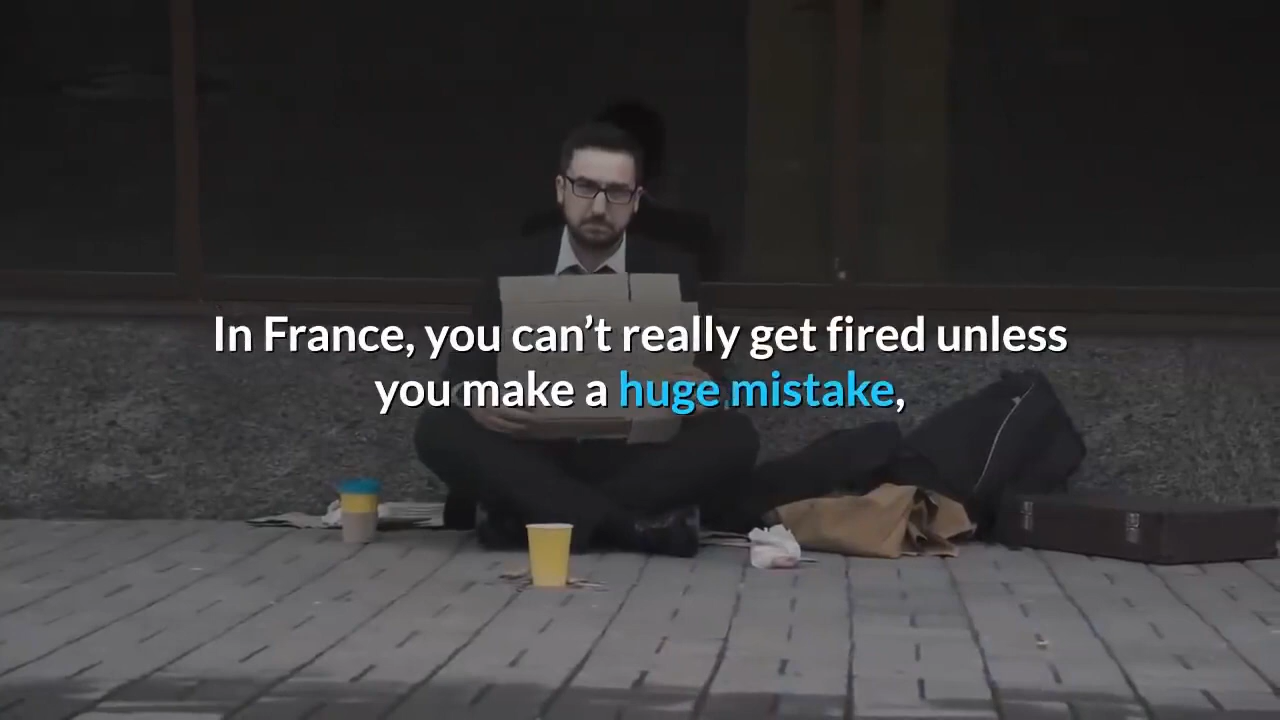 In France, you can’t really get fired unless
you make a huge mistake,